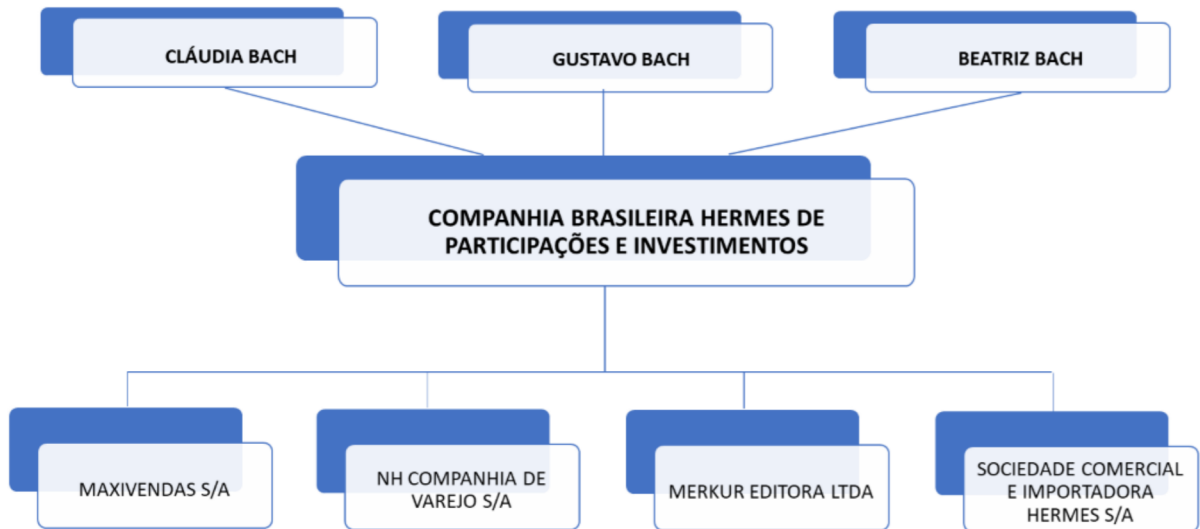 CLÁUDIA BACH
GUSTAVO BACH
BEATRIZ BACH
COMPANHIA BRASILEIRA HERMES DE
PARTICIPAÇÕES E INVESTIMENTOS
MAXIVENDAS S/A
NH COMPANHIA DE
VAREJO S/A
MERKUR EDITORA LTDA
SOCIEDADE COMERCIAL
E IMPORTADORA
HERMES S/A